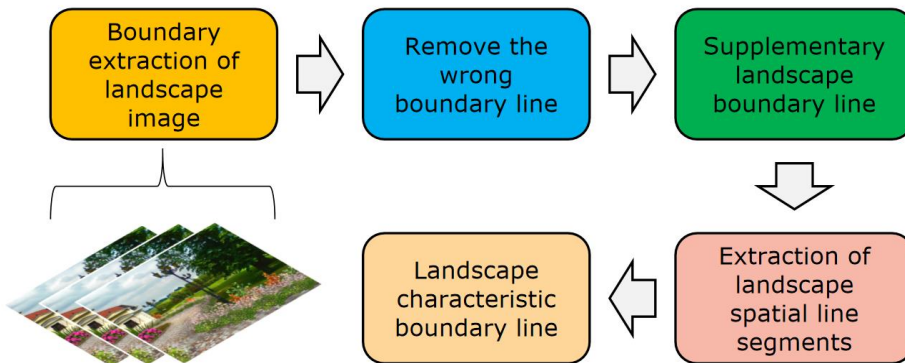 Boundary
extraction of
landscape
image
Remove the
wrong
boundary line
Supplementary
landscape
boundary line
Extraction of
landscape
spatial line
segments
Landscape
characteristic
boundary line